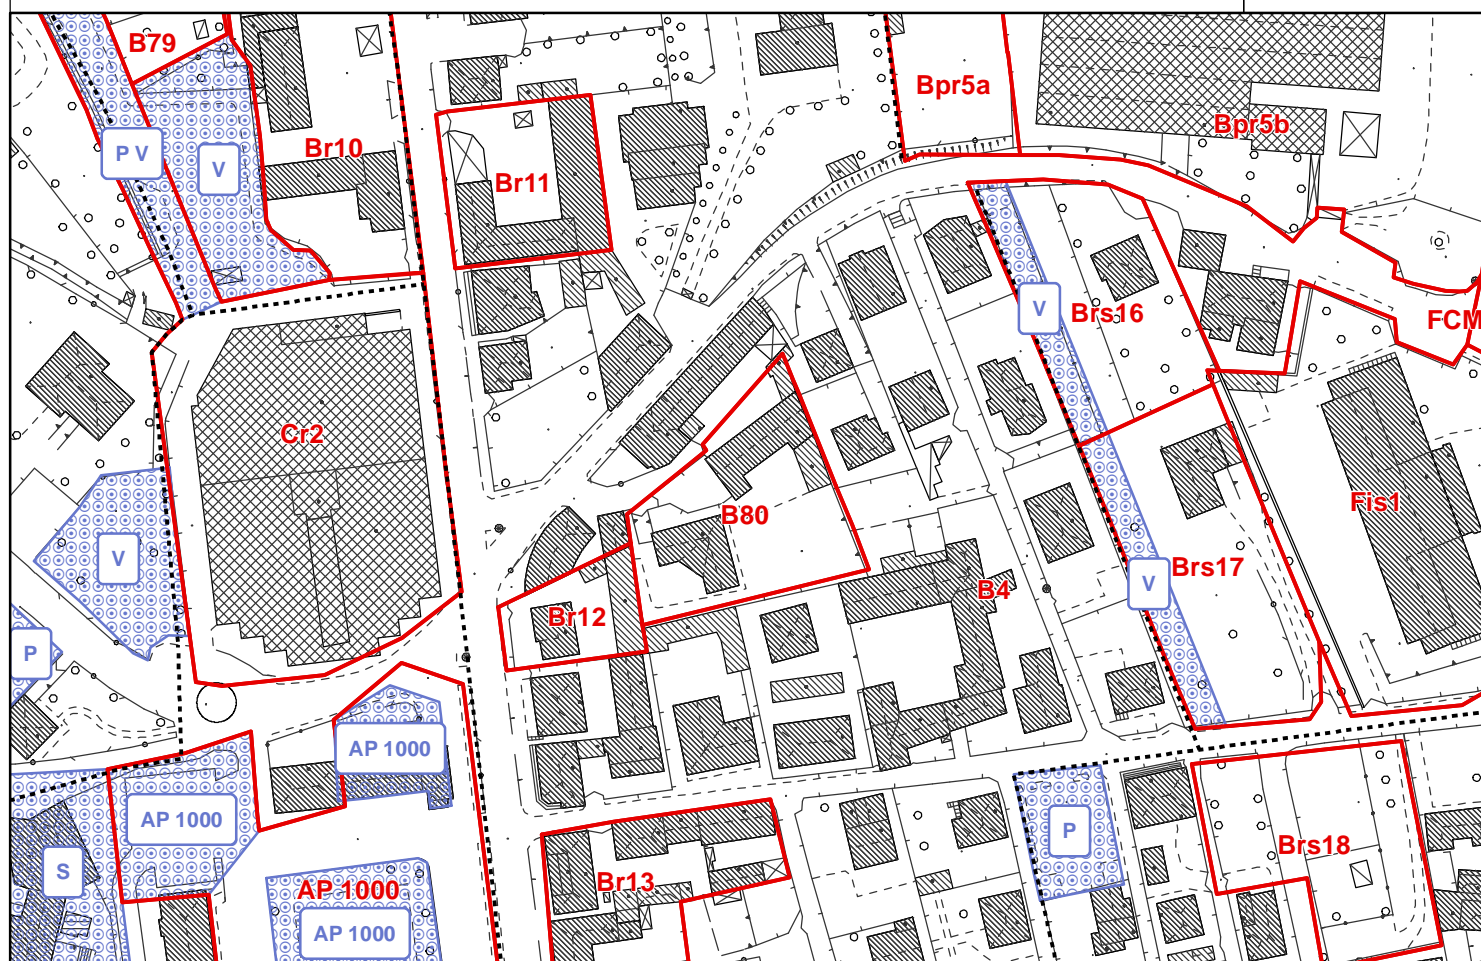 B79
Bpr5a
Bpr5b
P V
V
Br10
Br11
V
Brs16
FCM
Cr2
Fis1
B80
V
V
Brs17
B4
Br12
P
AP 1000
AP 1000
P
S
Brs18
Br13
AP 1000
AP 1000